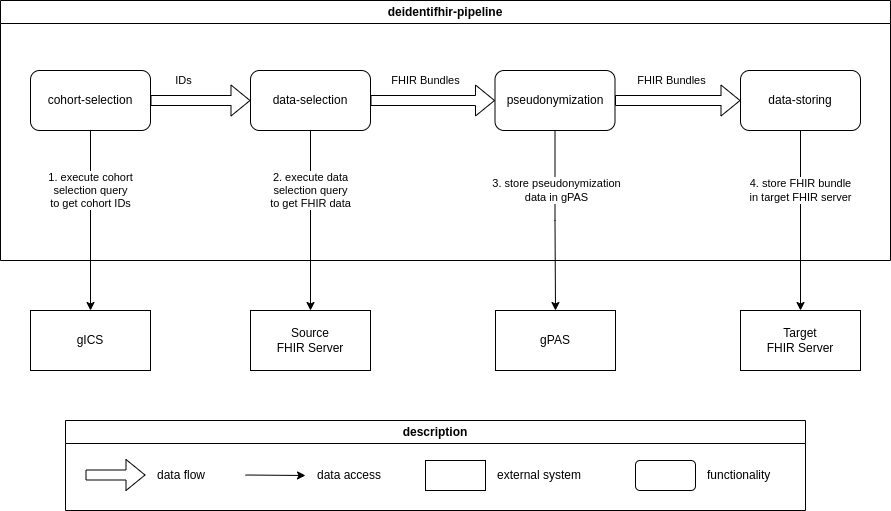 deidentifhir-pipeline
IDs
FHIR Bundles
FHIR Bundles
cohort-selection
data-selection
pseudonymization
data-storing
1. execute cohort
selection query
to get cohort IDs
2. execute data
selection query
to get FHIR data
3. store pseudonymization
data in gPAS
4. store FHIR bundle
in target FHIR server
gICS
Source
FHIR Server
gPAS
Target
FHIR Server
description
data flow
data access
external system
functionality